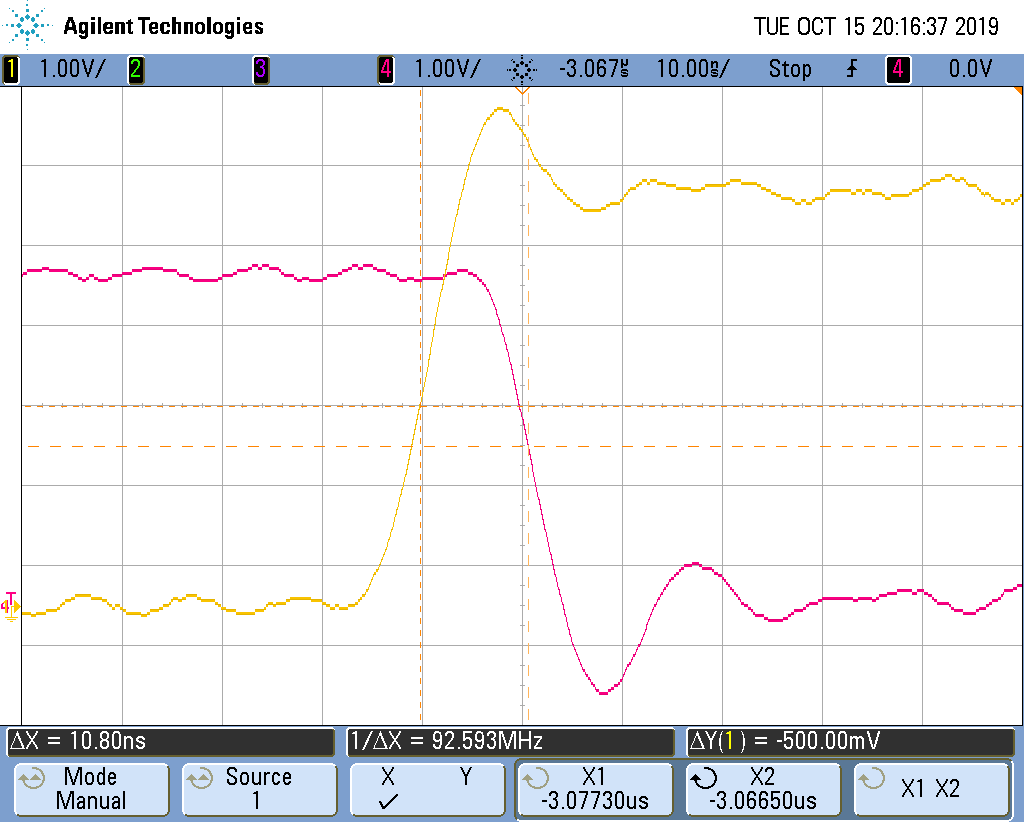 Agilent Technologies
TUE OCT 15 20:16:37 2019
1 1.00V/ 2 3 4 1.00V/ -3.067us 10.00ns/ Stop 4 0.0V
T
4
ΔX = 10.80ns
1/ΔX = 92.593MHz
ΔY(1) = -500.00mV
Mode
Manual
Source
1
X Y
X1
-3.07730us
X2
-3.06650us
X1 X2